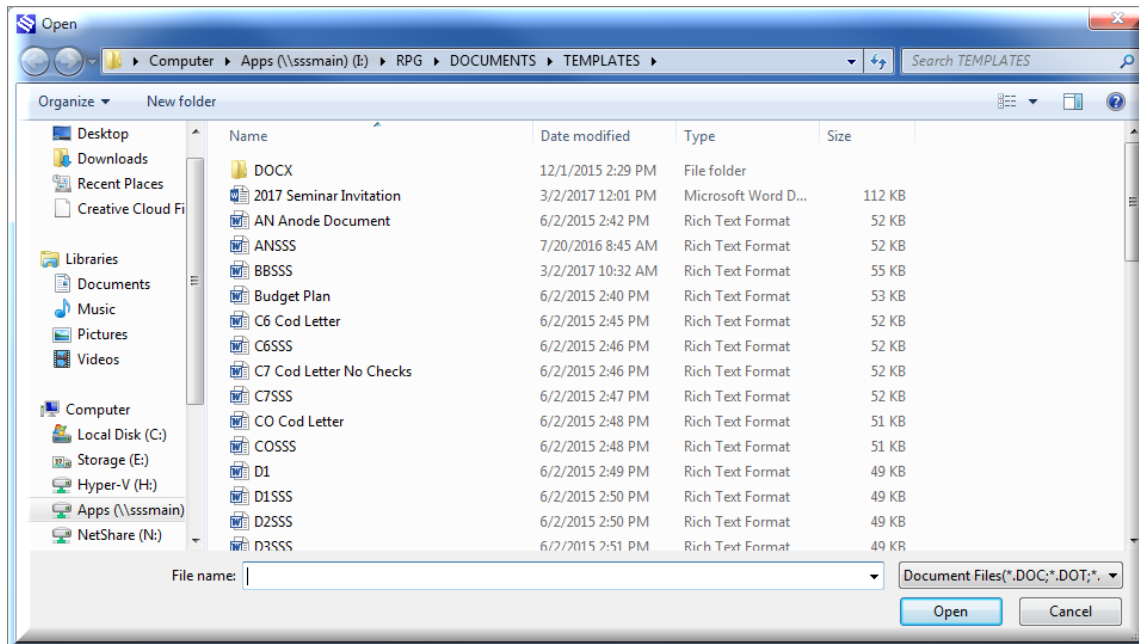 Open
Computer Apps (\\sssmain) (I:) RPG DOCUMENTS TEMPLATES
Search TEMPLATES
Organize New folder
Desktop
Downloads
Recent Places
Creative Cloud Fi
Libraries
Documents
Music
Pictures
Videos
Computer
Local Disk (C:)
Storage (E:)
Hyper-V (H:)
Apps (\\sssmain)
NetShare (N:)
Name Date modified Type Size
DOCX 12/1/2015 2:29 PM File folder
2017 Seminar Invitation 3/2/2017 12:01 PM Microsoft Word D... 112 KB
AN Anode Document 6/2/2015 2:42 PM Rich Text Format 52 KB
ANSSS 7/20/2016 8:45 AM Rich Text Format 52 KB
BBSSS 3/2/2017 10:32 AM Rich Text Format 55 KB
Budget Plan 6/2/2015 2:40 PM Rich Text Format 53 KB
C6 Cod Letter 6/2/2015 2:45 PM Rich Text Format 52 KB
C6SSS 6/2/2015 2:46 PM Rich Text Format 52 KB
C7 Cod Letter No Checks 6/2/2015 2:46 PM Rich Text Format 52 KB
C7SSS 6/2/2015 2:47 PM Rich Text Format 52 KB
CO Cod Letter 6/2/2015 2:48 PM Rich Text Format 51 KB
COSSS 6/2/2015 2:48 PM Rich Text Format 51 KB
D1 6/2/2015 2:49 PM Rich Text Format 49 KB
D1SSS 6/2/2015 2:50 PM Rich Text Format 49 KB
D2SSS 6/2/2015 2:50 PM Rich Text Format 49 KB
D3SSS 6/2/2015 2:51 PM Rich Text Format 49 KB
File name:
Document Files(*.DOC;*.DOT;*.
Open Cancel